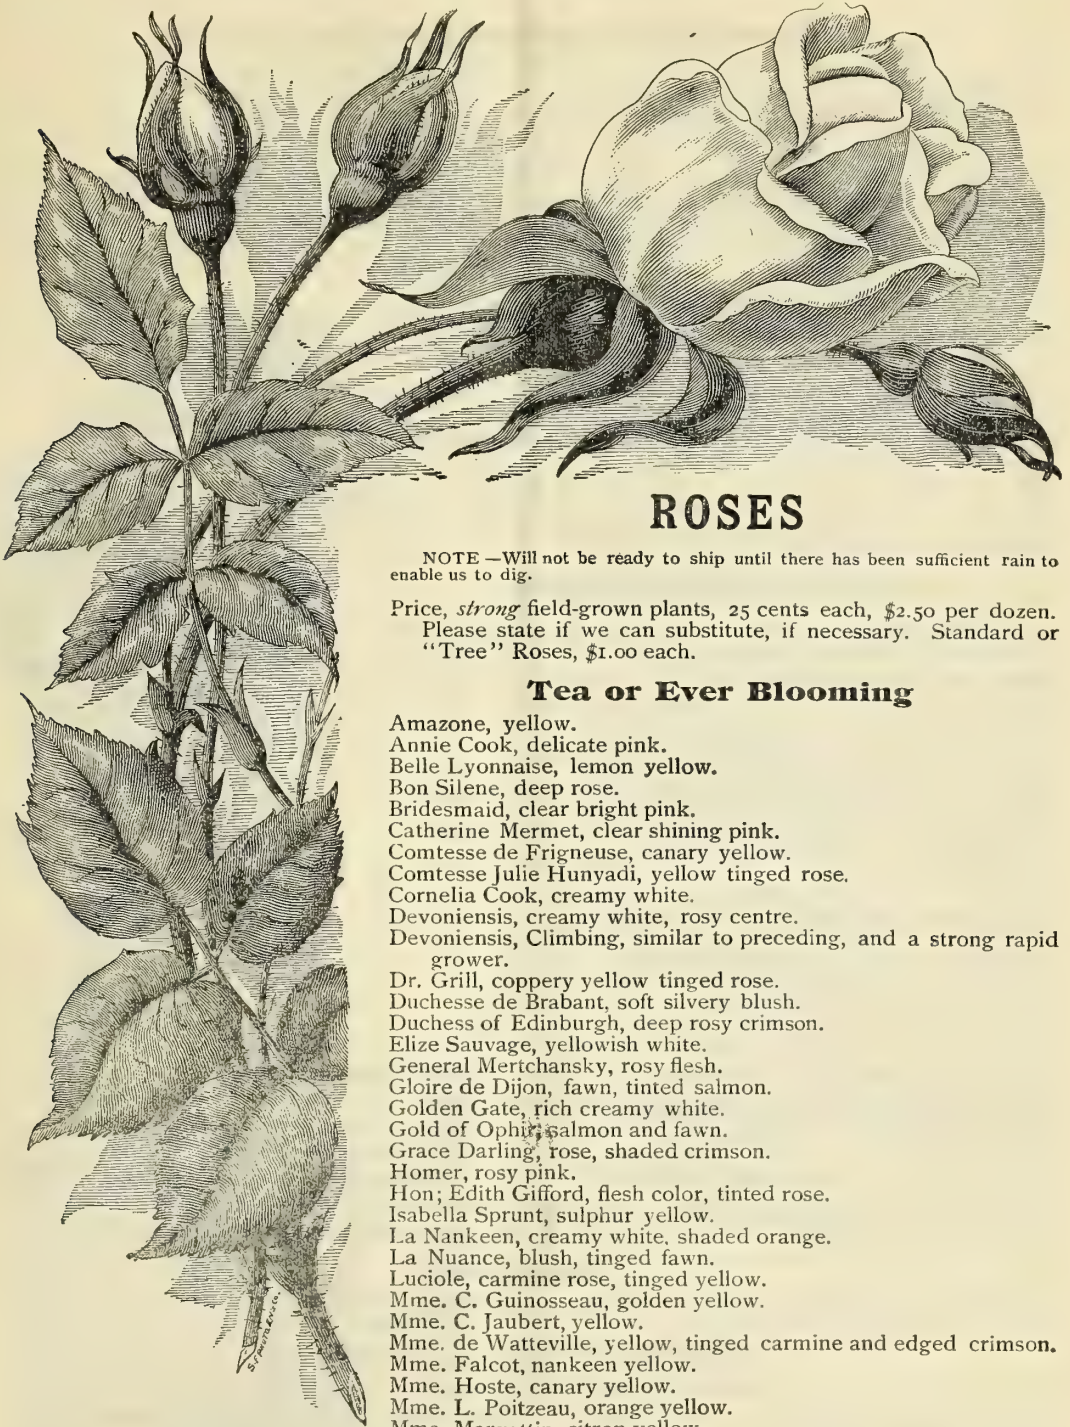 ROSES
NOTE —Will not be ready to ship until there has been sufficient rain to
enable us to dig.
Price, strong field-grown plants, 25 cents each, $2.50 per dozen.
Please state if we can substitute, if necessary. Standard or
"Tree" Roses, $1.00 each.
Tea or Ever Blooming
Amazone, yellow.
Annie Cook, delicate pink.
Belle Lyonnaise, lemon yellow.
Bon Silene, deep rose.
Bridesmaid, clear bright pink.
Catherine Mermet, clear shining pink.
Comtesse de Frigneuse, canary yellow.
Comtesse Julie Hunyadi, yellow tinged rose.
Cornelia Cook, creamy white.
Devoniensis, creamy white, rosy centre.
Devoniensis, Climbing, similar to preceding, and a strong rapid
grower.
Dr. Grill, coppery yellow tinged rose.
Duchesse de Brabant, soft silvery blush.
Duchess of Edinburgh, deep rosy crimson.
Elize Sauvage, yellowish white.
General Mertchansky, rosy flesh.
Gloire de Dijon, fawn, tinted salmon.
Golden Gate, rich creamy white.
Gold of Ophir, salmon and fawn.
Grace Darling, rose, shaded crimson.
Homer, rosy pink.
Hon; Edith Gifford, flesh color, tinted rose.
Isabella Sprunt, sulphur yellow.
La Nankeen, creamy white, shaded orange.
La Nuance, blush, tinged fawn.
Luciole, carmine rose, tinged yellow.
Mme. C. Guinosseau, golden yellow.
Mme. C. Jaubert, yellow.
Mme. de Watteville, yellow, tinged carmine and edged crimson.
Mme. Falcot, nankeen yellow.
Mme. Hoste, canary yellow.
Mme. L. Poitzeau, orange yellow.